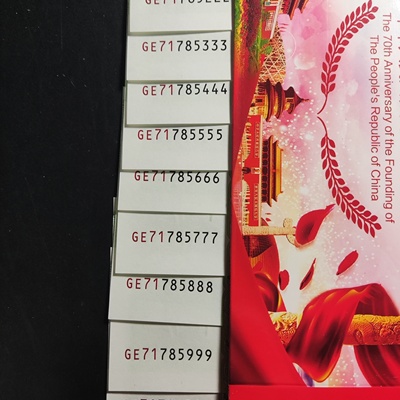 GE71785222
GE71785333
GE71785444
GE71785555
GE71785666
GE71785777
GE71785888
GE71785999
The 70th Anniversary of the Founding of
The People's Republic of China